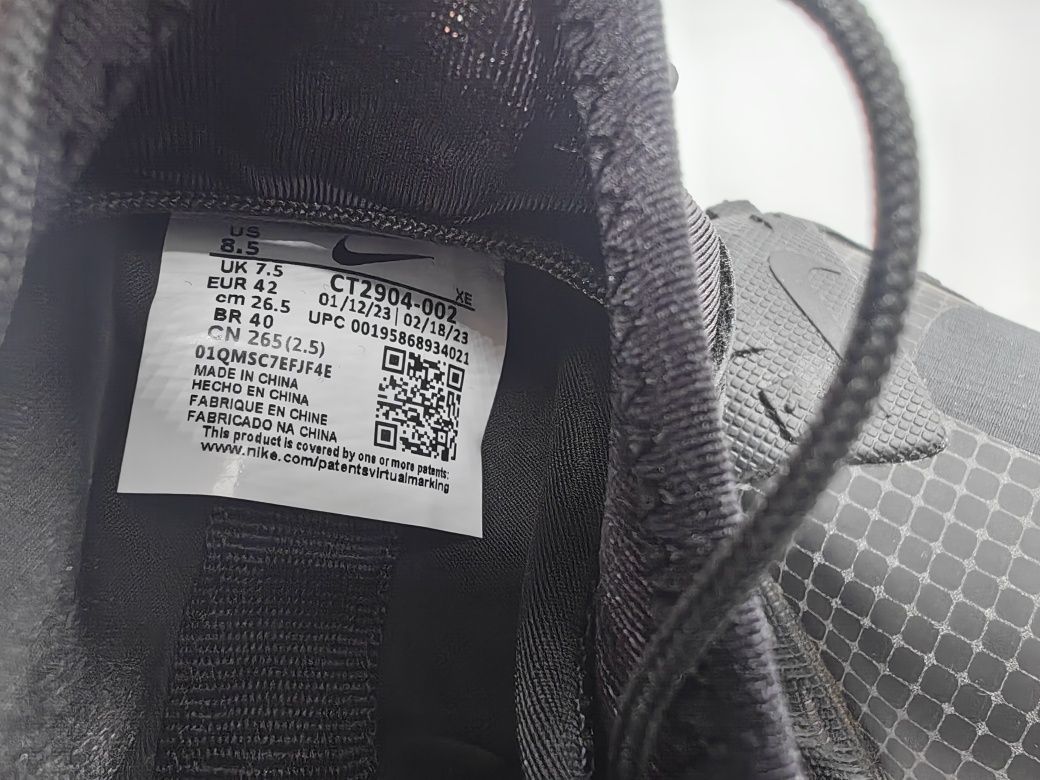 US
8.5
UK 7.5
EUR 42
cm 26.5
BR 40
CN 265(2.5)
CT2904-002
XE
01/12/23 | 02/18/23
UPC 00195868934021
01QMSC7EFJF4E
MADE IN CHINA
HECHO EN CHINA
FABRIQUE EN CHINE
FABRICADO NA CHINA
This product is covered by one or more patents:
www.nike.com/patentsvirtualmarking